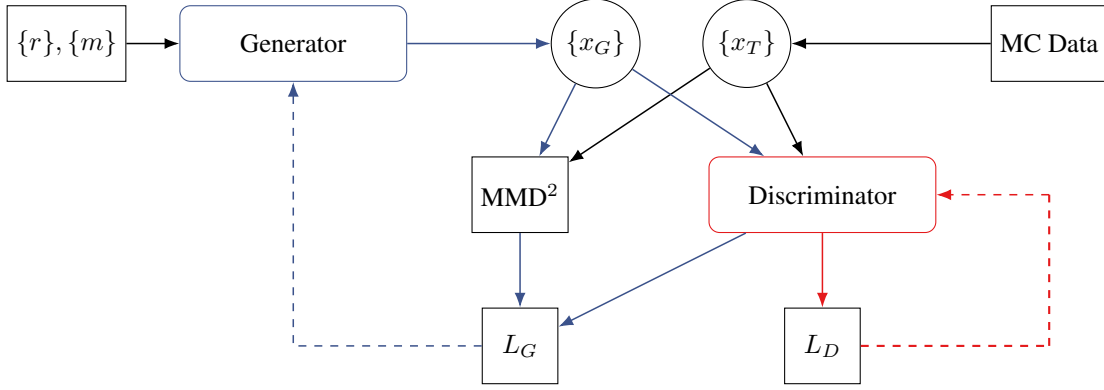 {r}, {m}
Generator
{x_G}
{x_T}
MC Data
MMD²
Discriminator
L_G
L_D